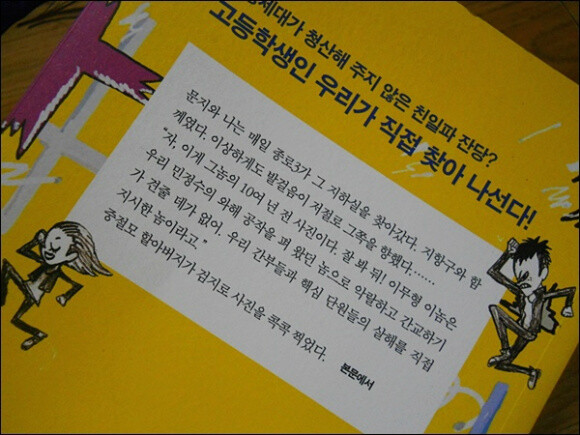 세대가 청산해 주지 않은 친일파 잔당?
고등학생인 우리가 직접 찾아 나선다!
문지와 나는 매일 종로3가 그 지하실을 찾아갔다. 지항구와 함
께였다. 이상하게도 발걸음이 저절로 그쪽을 향했다……
"자, 이게 그놈의 10여 년 전 사진이다. 잘 봐 둬! 이무형 이놈은
우리 민정수의 와해 공작을 펴 왔던 놈으로 악랄하고 간교하기
가 견줄 데가 없어. 우리 간부들과 핵심 단원들의 살해를 직접
지시한 놈이라고."
중절모 할아버지가 검지로 사진을 콕콕 찍었다.
본문에서